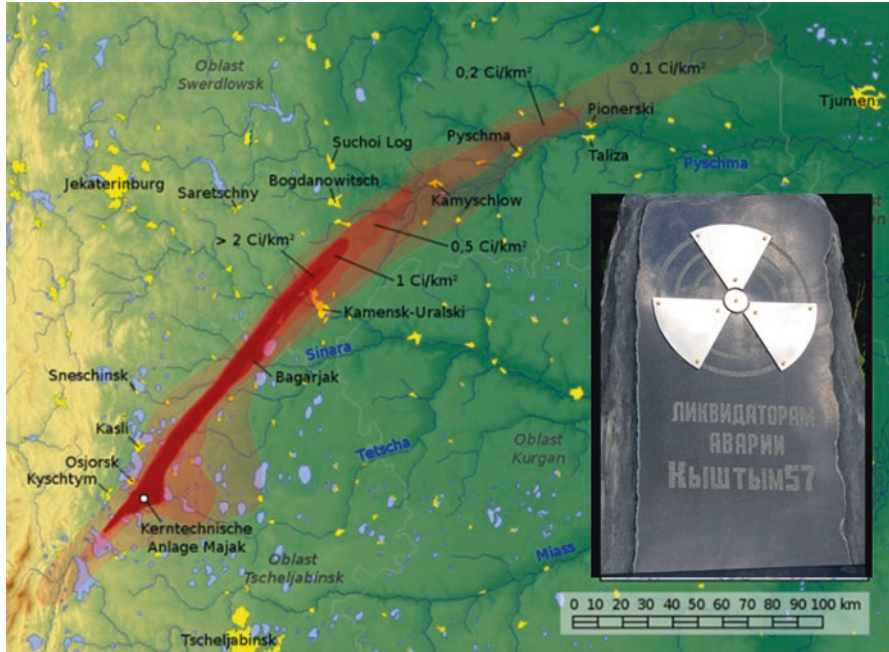 Oblast
Swerdlowsk
0,2 Ci/km²
0,1 Ci/km²
Tjumen
Pionerski
Pyschma
Suchoi Log
Taliza
Pyschma
Jekaterinburg
Saretschny
Bogdanowitsch
Kamyschlow
> 2 Ci/km²
0,5 Ci/km²
1 Ci/km²
Kamensk-Uralski
Sinara
Bagarjak
Sneschinsk
Kasli
Tetscha
Oblast
Kurgan
Osjorsk
Kyschtym
Kerntechnische
Anlage Majak
Oblast
Tscheljabinsk
Miass
Tscheljabinsk
ЛИКВИДАТОРАМ
АВАРИИ
КЫШТЫМ57
0 10 20 30 40 50 60 70 80 90 100 km